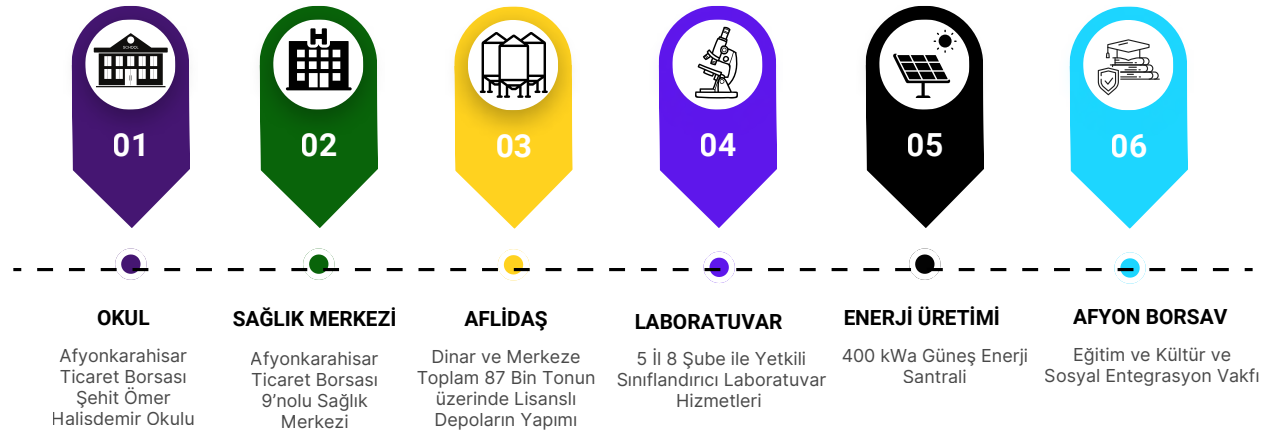 SCHOOL
H
01
02
03
04
05
06
OKUL
Afyonkarahisar
Ticaret Borsası
Şehit Ömer
Halisdemir Okulu
SAĞLIK MERKEZİ
Afyonkarahisar
Ticaret Borsası
9’nolu Sağlık
Merkezi
AFLİDAŞ
Dinar ve Merkeze
Toplam 87 Bin Tonun
üzerinde Lisanslı
Depoların Yapımı
LABORATUVAR
5 İl 8 Şube ile Yetkili
Sınıflandırıcı Laboratuvar
Hizmetleri
ENERJİ ÜRETİMİ
400 kWa Güneş Enerji
Santrali
AFYON BORSAV
Eğitim ve Kültür ve
Sosyal Entegrasyon Vakfı